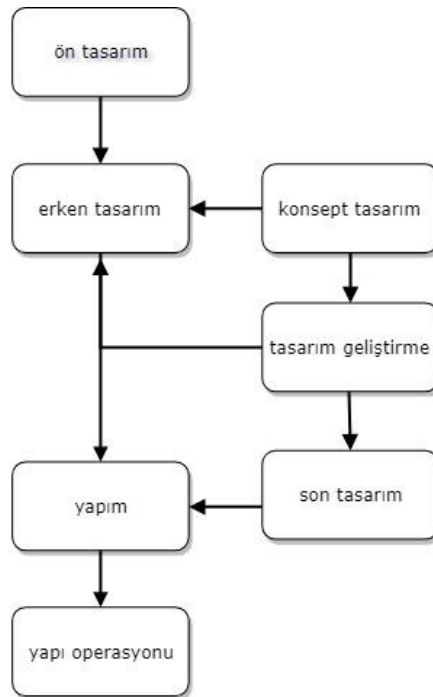 ön tasarım
erken tasarım
konsept tasarım
tasarım geliştirme
yapım
son tasarım
yapı operasyonu